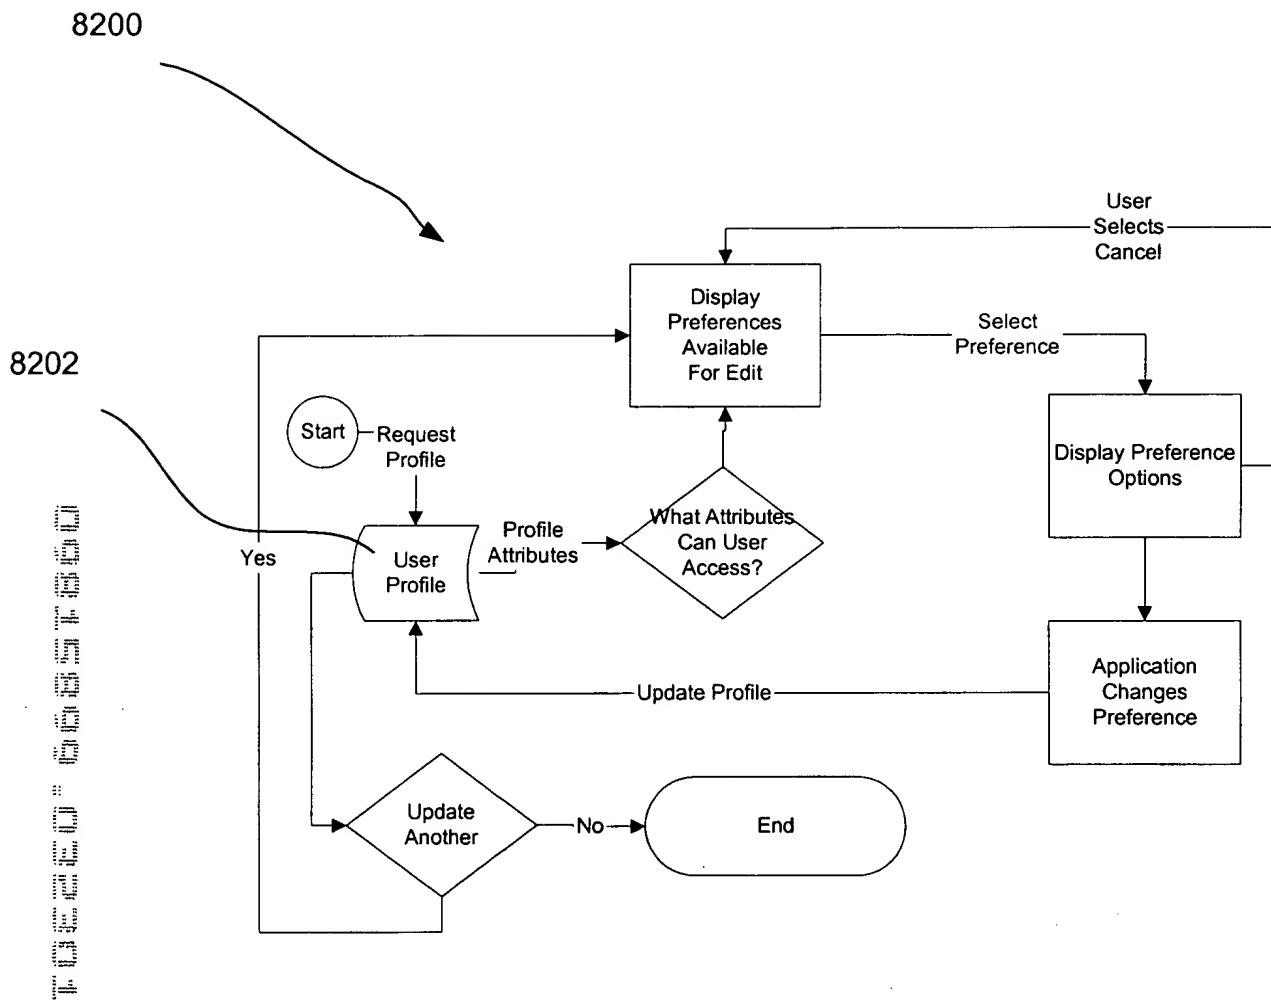 8200
User
Selects
Cancel
Display
Preferences
Available
For Edit
Select
Preference
8202
Start
Request
Profile
Display Preference
Options
What Attributes
Can User
Access?
Profile
Attributes
User
Profile
Yes
Application
Changes
Preference
Update Profile
Update
Another
No
End